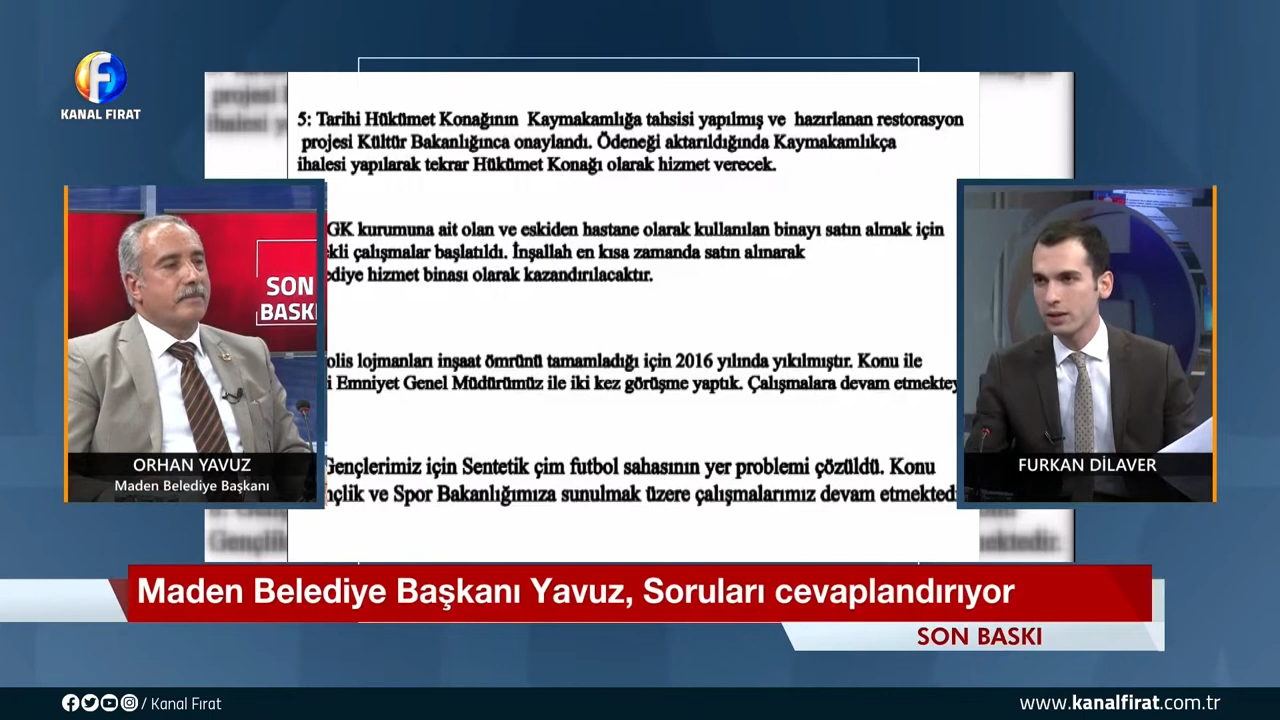 KANAL FIRAT
5: Tarihi Hükümet Konağının Kaymakamlığa tahsisi yapılmış ve hazırlanan restorasyon
projesi Kültür Bakanlığınca onaylandı. Ödeneği aktarıldığında Kaymakamlıkça
ihalesi yapılarak tekrar Hükümet Konağı olarak hizmet verecek.
GK kurumuna ait olan ve eskiden hastane olarak kullanılan binayı satın almak için
ekli çalışmalar başlatıldı. İnşallah en kısa zamanda satın alınarak
ediye hizmet binası olarak kazandırılacaktır.
olis lojmanları inşaat ömrünü tamamladığı için 2016 yılında yıkılmıştır. Konu ile
i Emniyet Genel Müdürümüz ile iki kez görüşme yaptık. Çalışmalara devam etmektey
Gençlerimiz için Sentetik çim futbol sahasının yer problemi çözüldü. Konu
nçlik ve Spor Bakanlığımıza sunulmak üzere çalışmalarımız devam etmektedi
SON
BASKI
ORHAN YAVUZ
Maden Belediye Başkanı
FURKAN DİLAVER
Maden Belediye Başkanı Yavuz, Soruları cevaplandırıyor
SON BASKI
/ Kanal Fırat
www.kanalfirat.com.tr